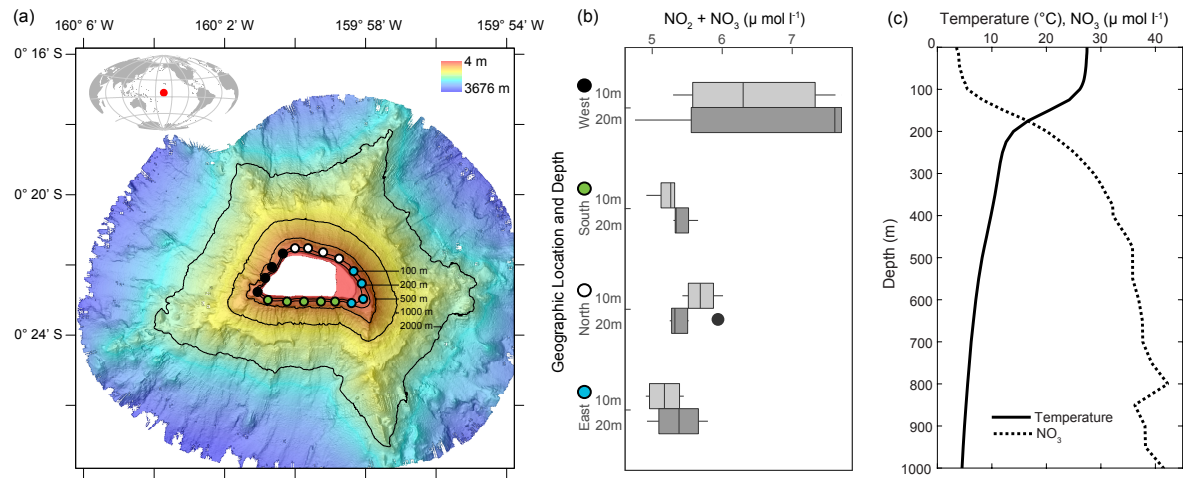 (a)
160° 6' W
160° 2' W
159° 58' W
159° 54' W
0° 16' S
0° 20' S
0° 24' S
4 m
3676 m
100 m
200 m
500 m
1000 m
2000 m
(b)
NO2 + NO3 (µ mol l-1)
5 6 7
Geographic Location and Depth
West
10m
20m
South
10m
20m
North
10m
20m
East
10m
20m
(c)
Temperature (°C), NO3 (µ mol l-1)
0 10 20 30 40
Depth (m)
0
100
200
300
400
500
600
700
800
900
1000
Temperature
NO3